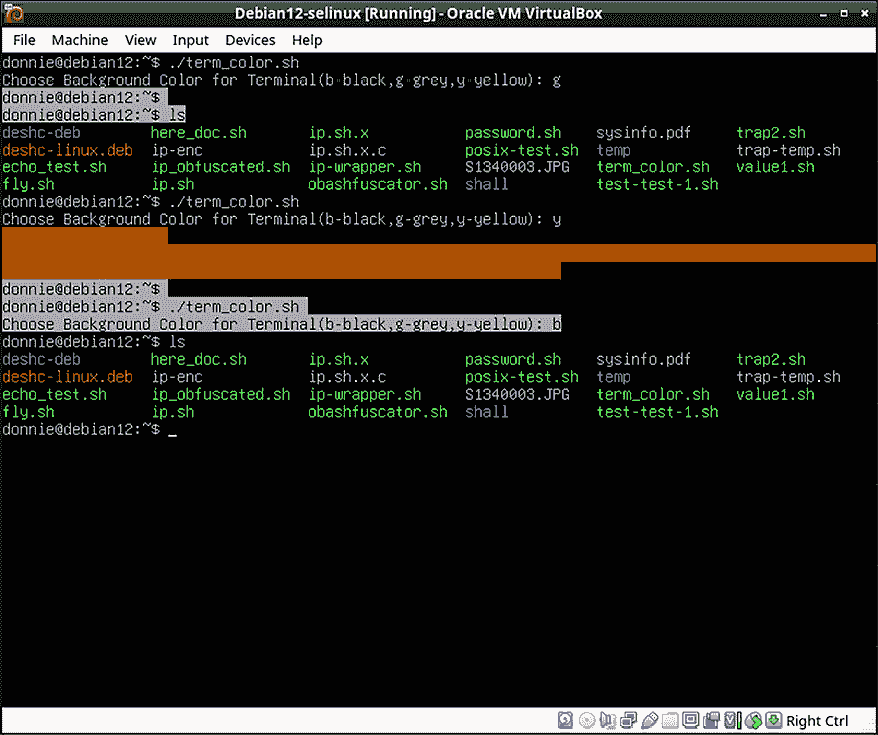 Debian12-selinux [Running] - Oracle VM VirtualBox
File Machine View Input Devices Help
donnie@debian12:~$ ./term_color.sh
Choose Background Color for Terminal(b-black,g-grey,y-yellow): g
donnie@debian12:~$
donnie@debian12:~$ ls
deshc-deb here_doc.sh ip.sh.x password.sh sysinfo.pdf trap2.sh
deshc-linux.deb ip-enc ip.sh.x.c posix-test.sh temp trap-temp.sh
echo_test.sh ip_obfuscated.sh ip-wrapper.sh S1340003.JPG term_color.sh value1.sh
fly.sh ip.sh obashfuscator.sh shall test-test-1.sh
donnie@debian12:~$ ./term_color.sh
Choose Background Color for Terminal(b-black,g-grey,y-yellow): y
donnie@debian12:~$
donnie@debian12:~$ ./term_color.sh
Choose Background Color for Terminal(b-black,g-grey,y-yellow): b
donnie@debian12:~$ ls
deshc-deb here_doc.sh ip.sh.x password.sh sysinfo.pdf trap2.sh
deshc-linux.deb ip-enc ip.sh.x.c posix-test.sh temp trap-temp.sh
echo_test.sh ip_obfuscated.sh ip-wrapper.sh S1340003.JPG term_color.sh value1.sh
fly.sh ip.sh obashfuscator.sh shall test-test-1.sh
donnie@debian12:~$ _
Right Ctrl